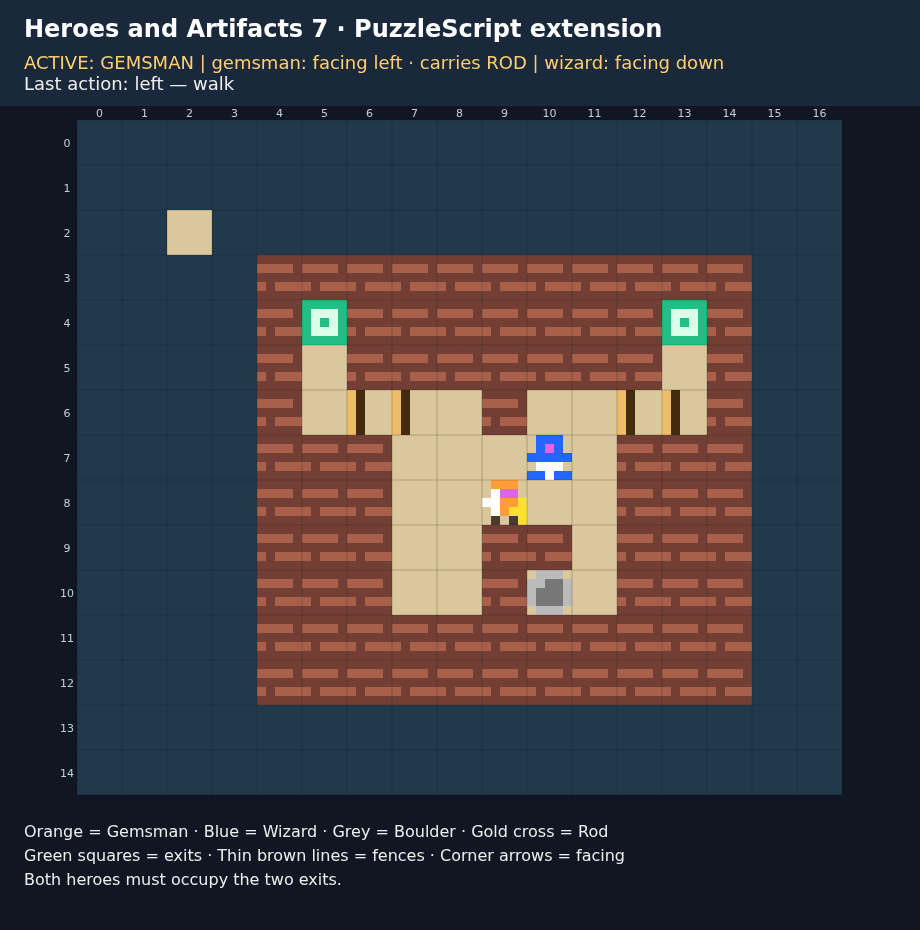 Heroes and Artifacts 7 · PuzzleScript extension
ACTIVE: GEMSMAN | gemsman: facing left · carries ROD | wizard: facing down
Last action: left — walk
0 1 2 3 4 5 6 7 8 9 10 11 12 13 14 15 16
0
1
2
3
4
5
6
7
8
9
10
11
12
13
14
Orange = Gemsman · Blue = Wizard · Grey = Boulder · Gold cross = Rod
Green squares = exits · Thin brown lines = fences · Corner arrows = facing
Both heroes must occupy the two exits.